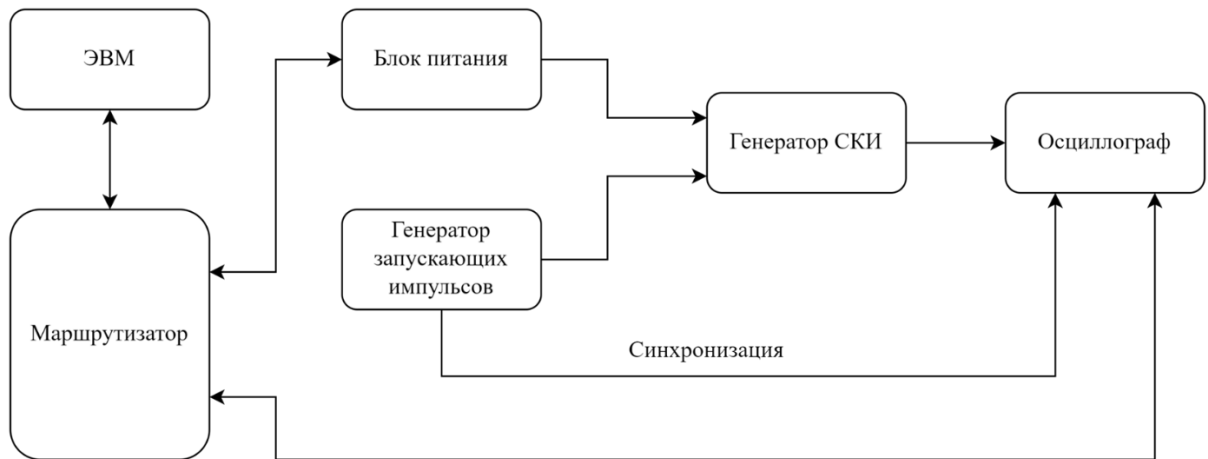 ЭВМ
Блок питания
Генератор СКИ
Осциллограф
Генератор
запускающих
импульсов
Маршрутизатор
Синхронизация